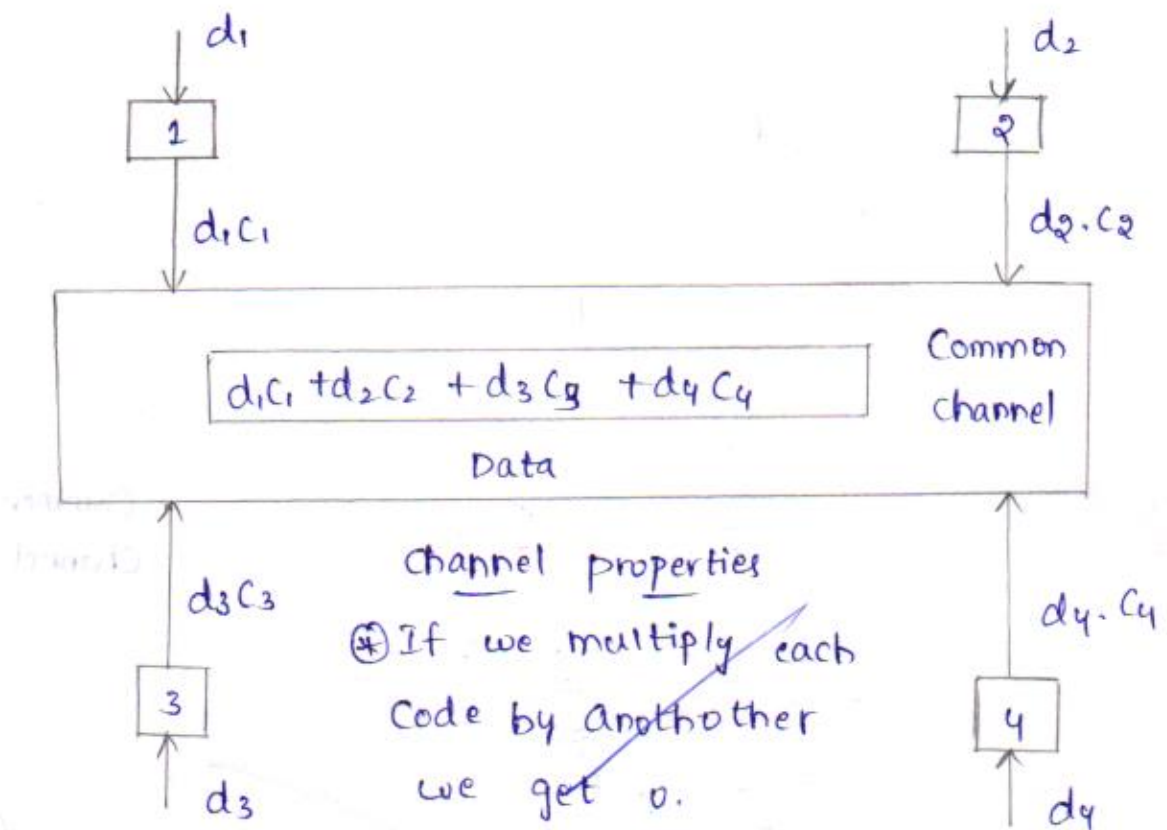 d1 d2
1 2
d1C1 d2.C2
d1C1 + d2C2 + d3C3 + d4C4
Common
channel
Data
Channel properties
d3C3 d4.C4
* If we multiply each
3 Code by anothother 4
d3 we get 0. d4